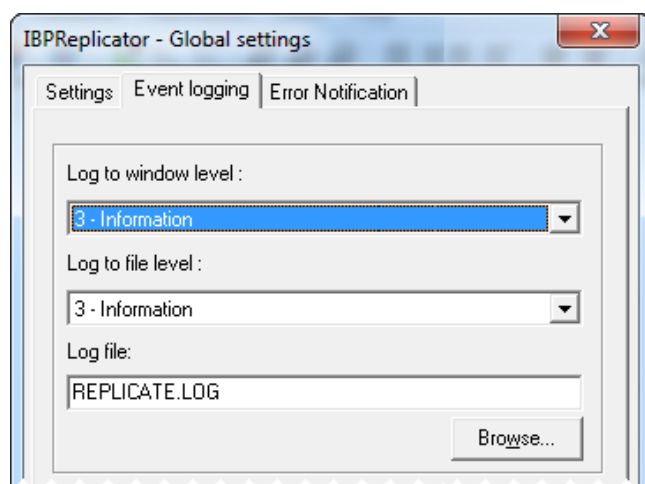 IBPReplicator - Global settings
Settings Event logging Error Notification
Log to window level :
3 - Information
Log to file level :
3 - Information
Log file:
REPLICATE.LOG
Browse...